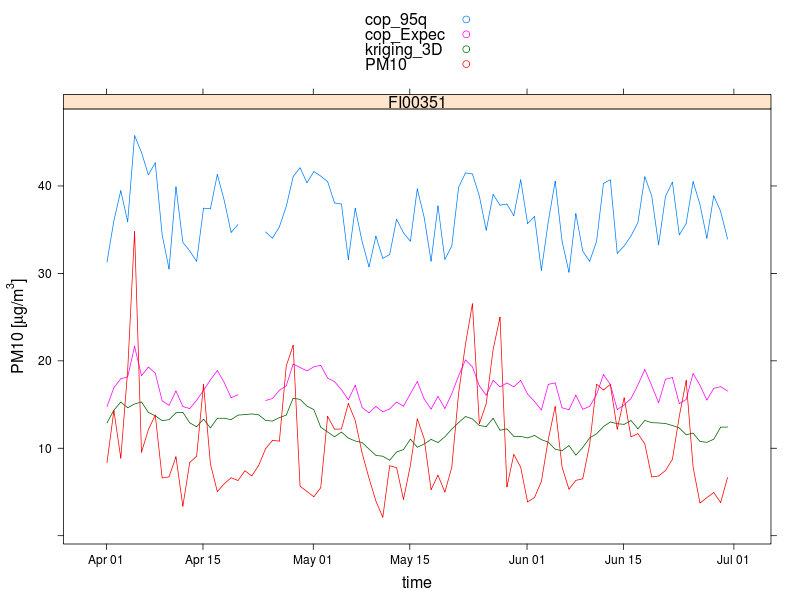 cop_95q
cop_Expec
kriging_3D
PM10
FI00351
PM10 [µg/m³]
40
30
20
10
Apr 01 Apr 15 May 01 May 15 Jun 01 Jun 15 Jul 01
time